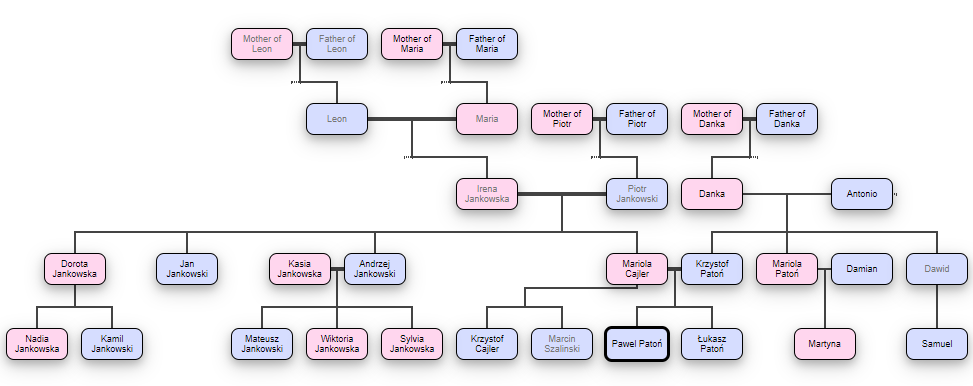 Mother of
Leon
Father of
Leon
Mother of
Maria
Father of
Maria
Leon
Maria
Mother of
Piotr
Father of
Piotr
Mother of
Danka
Father of
Danka
Irena
Jankowska
Piotr
Jankowski
Danka
Antonio
Dorota
Jankowska
Jan
Jankowski
Kasia
Jankowska
Andrzej
Jankowski
Mariola
Cajler
Krzystof
Patoń
Mariola
Patoń
Damian
Dawid
Nadia
Jankowska
Kamil
Jankowski
Mateusz
Jankowski
Wiktoria
Jankowska
Sylvia
Jankowska
Krzystof
Cajler
Marcin
Szalinski
Paweł Patoń
Łukasz
Patoń
Martyna
Samuel